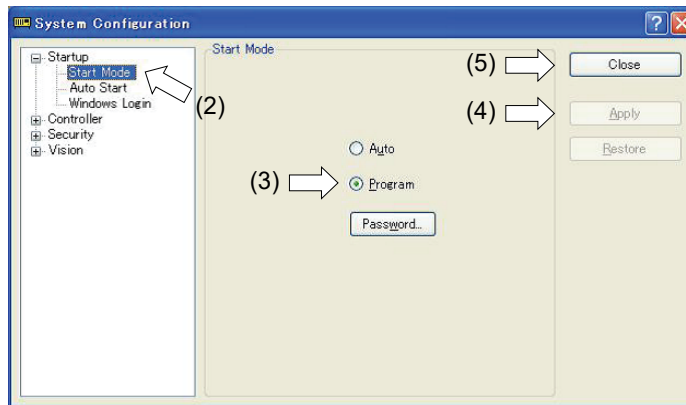 System Configuration
Startup
Start Mode
Auto Start
Windows Login
Controller
Security
Vision
(2)
Start Mode
Auto
(3)
Program
Password...
(5)
Close
(4)
Apply
Restore